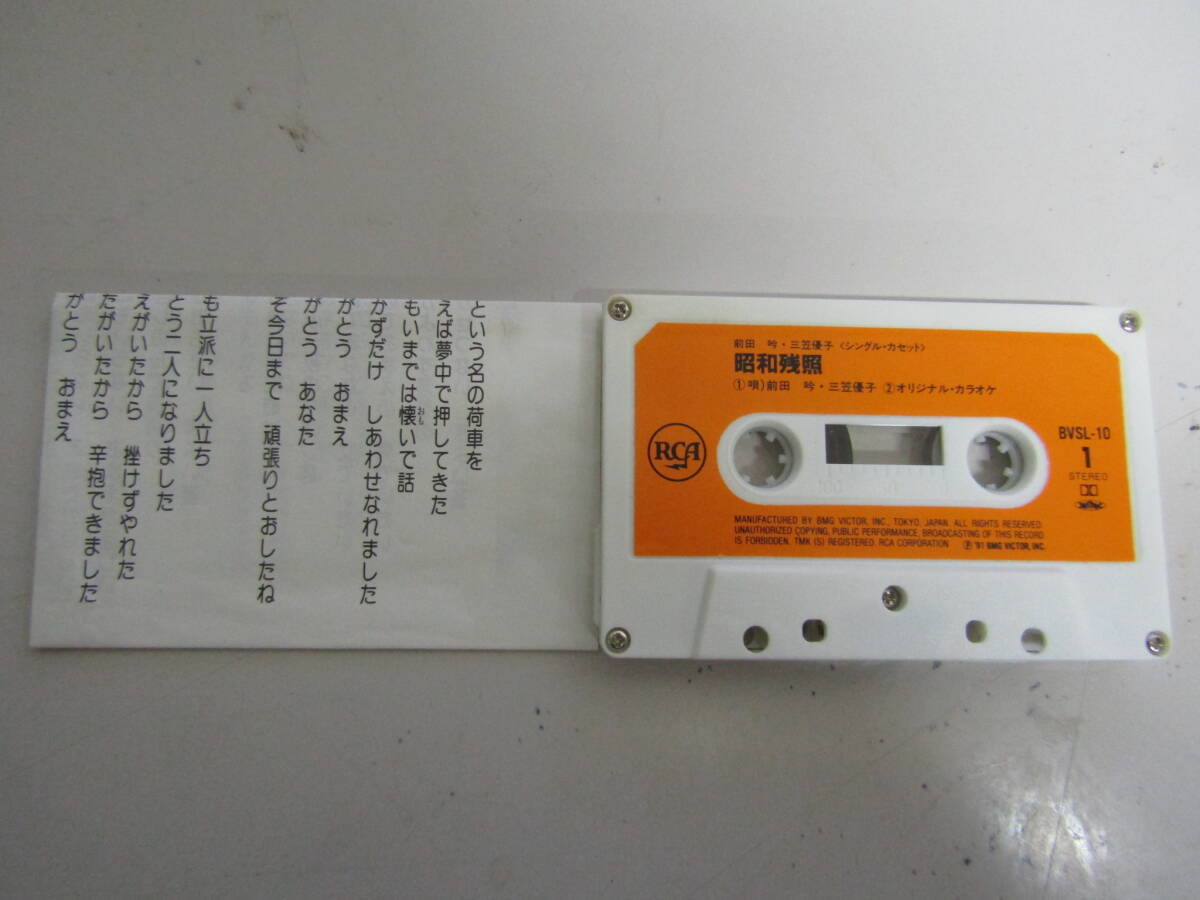 という名の荷車を
えば夢中で押してきた
もいまでは懐いで話
おも
かずだけ　しあわせなれました
がとう　おまえ
がとう　あなた
そ今日まで　頑張りとおしたね
も立派に一人立ち
とう二人になりました
えがいたから　挫けずやれた
たがいたから　辛抱できました
がとう　おまえ
前田　吟・三笠優子〈シングル・カセット〉
昭和残照
①唄)前田　吟・三笠優子 ②オリジナル・カラオケ
RCA
BVSL-10
1
STEREO
MANUFACTURED BY BMG VICTOR, INC., TOKYO, JAPAN. ALL RIGHTS RESERVED.
UNAUTHORIZED COPYING, PUBLIC PERFORMANCE, BROADCASTING OF THIS RECORD
IS FORBIDDEN. TMK (S) REGISTERED. RCA CORPORATION Ⓟ '91 BMG VICTOR, INC.